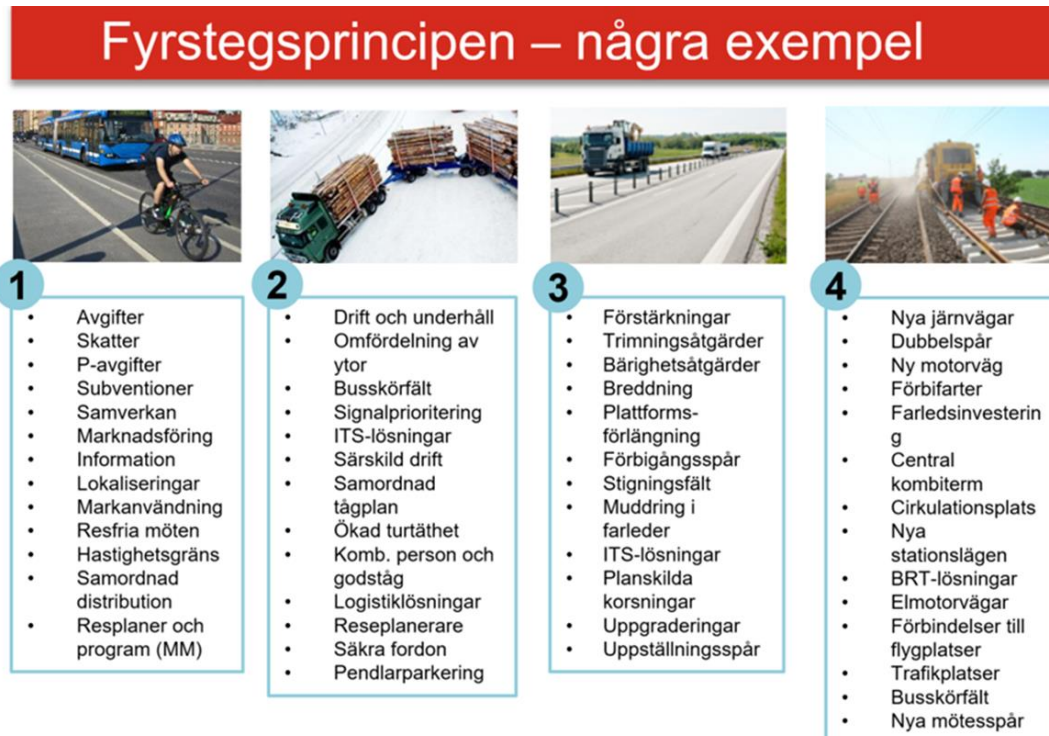 Fyrstegsprincipen – några exempel
1
• Avgifter
• Skatter
• P-avgifter
• Subventioner
• Samverkan
• Marknadsföring
• Information
• Lokaliseringar
• Markanvändning
• Resfria möten
• Hastighetsgräns
• Samordnad
distribution
• Resplaner och
program (MM)
2
• Drift och underhåll
• Omfördelning av
ytor
• Busskörfält
• Signalprioritering
• ITS-lösningar
• Särskild drift
• Samordnad
tågplan
• Ökad turtäthet
• Komb. person och
godståg
• Logistiklösningar
• Reseplanerare
• Säkra fordon
• Pendlarparkering
3
• Förstärkningar
• Trimningsåtgärder
• Bärighetsåtgärder
• Breddning
• Plattforms-
förlängning
• Förbigångsspår
• Stigningsfält
• Muddring i
farleder
• ITS-lösningar
• Planskilda
korsningar
• Uppgraderingar
• Uppställningsspår
4
• Nya järnvägar
• Dubbelspår
• Ny motorväg
• Förbifarter
• Farledsinvesterin
g
• Central
kombiterm
• Cirkulationsplats
• Nya
stationslägen
• BRT-lösningar
• Elmotorvägar
• Förbindelser till
flygplatser
• Trafikplatser
• Busskörfält
• Nya mötesspår